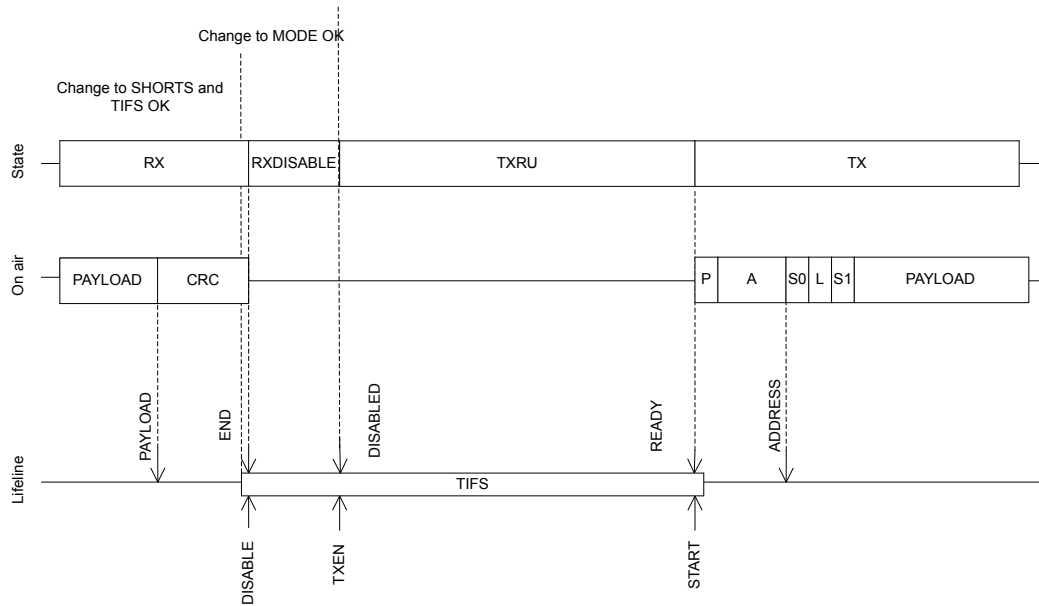 Change to MODE OK
Change to SHORTS and
TIFS OK
State
RX
RXDISABLE
TXRU
TX
On air
PAYLOAD
CRC
P
A
S0
L
S1
PAYLOAD
PAYLOAD
END
DISABLED
READY
ADDRESS
Lifeline
TIFS
DISABLE
TXEN
START